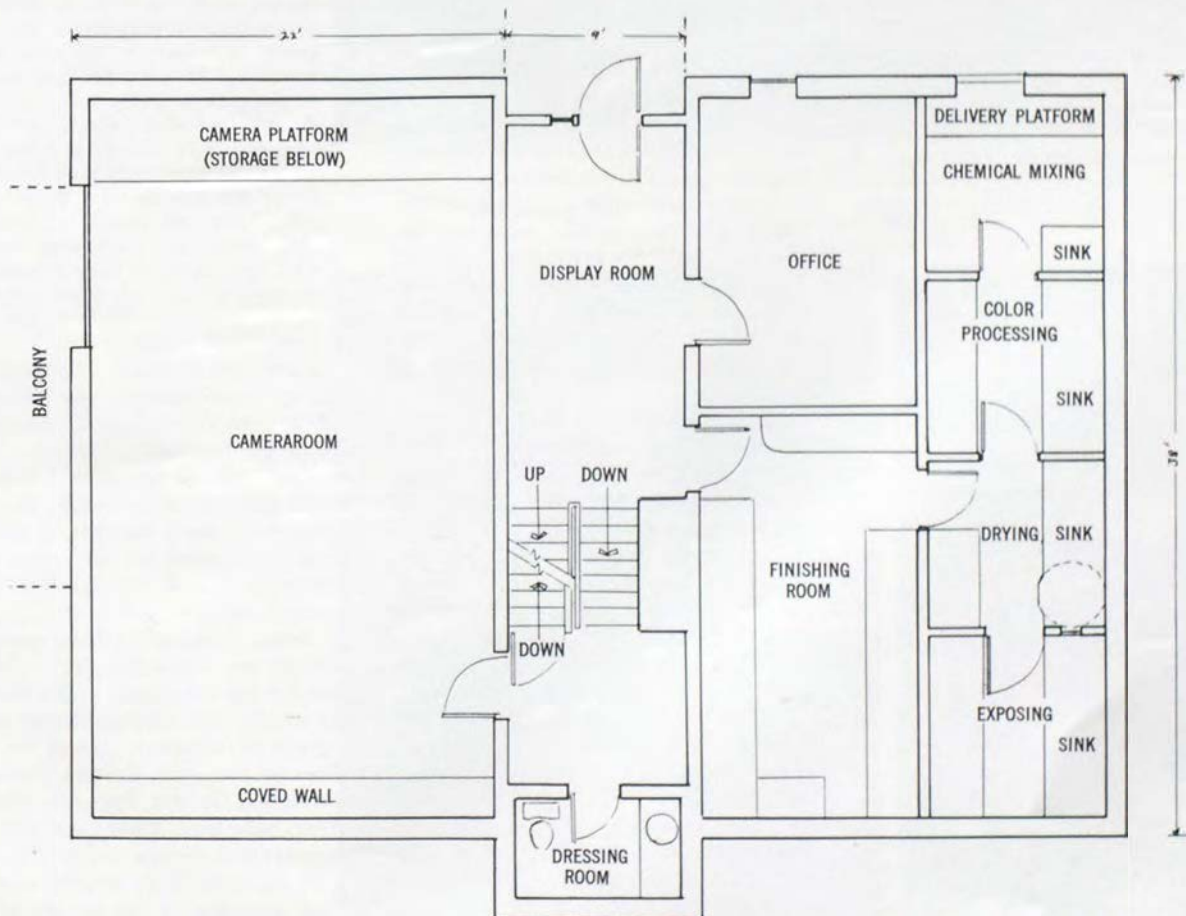 22'
9'
38'
CAMERA PLATFORM
(STORAGE BELOW)
DELIVERY PLATFORM
CHEMICAL MIXING
SINK
DISPLAY ROOM
OFFICE
COLOR
PROCESSING
SINK
BALCONY
CAMERAROOM
UP
DOWN
DRYING
SINK
FINISHING
ROOM
DOWN
EXPOSING
SINK
COVED WALL
DRESSING
ROOM